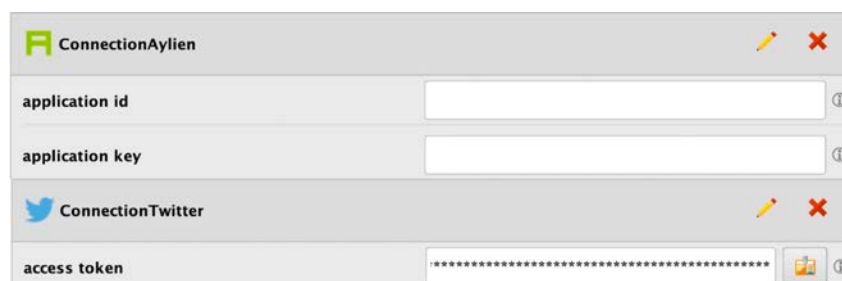 ConnectionAylien
application id
application key
ConnectionTwitter
access token